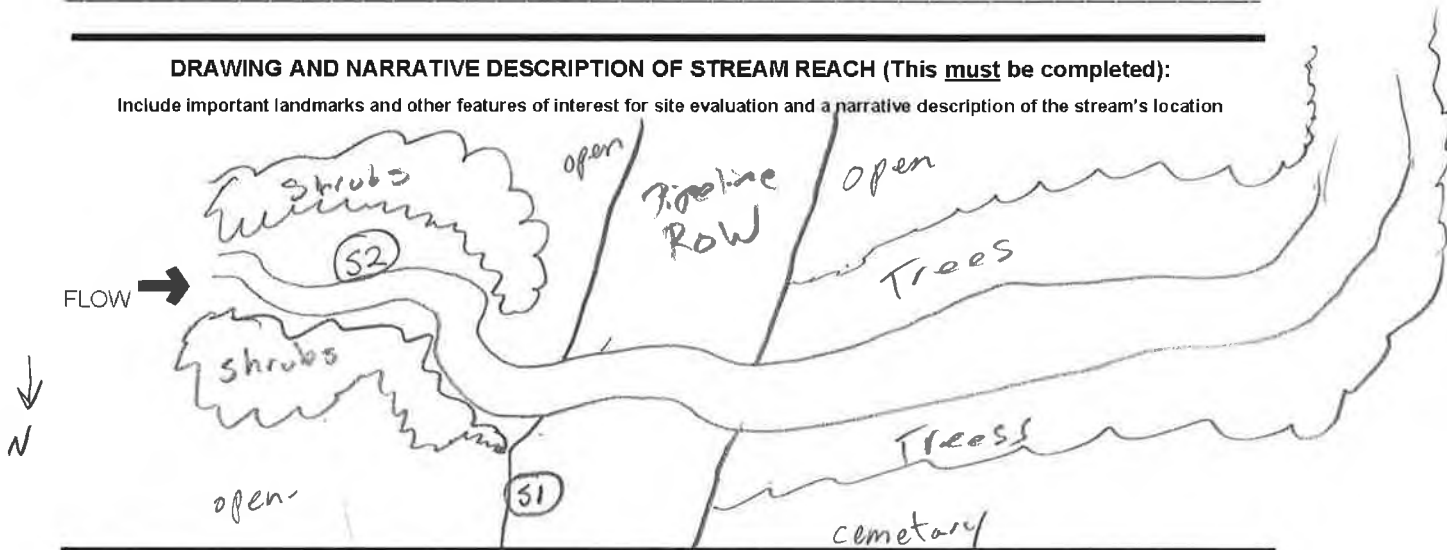 DRAWING AND NARRATIVE DESCRIPTION OF STREAM REACH (This must be completed):
Include important landmarks and other features of interest for site evaluation and a narrative description of the stream's location
shrubs
open
Pipeline
ROW
open
S2
Trees
FLOW
shrubs
N
Treess
open
S1
cemetary